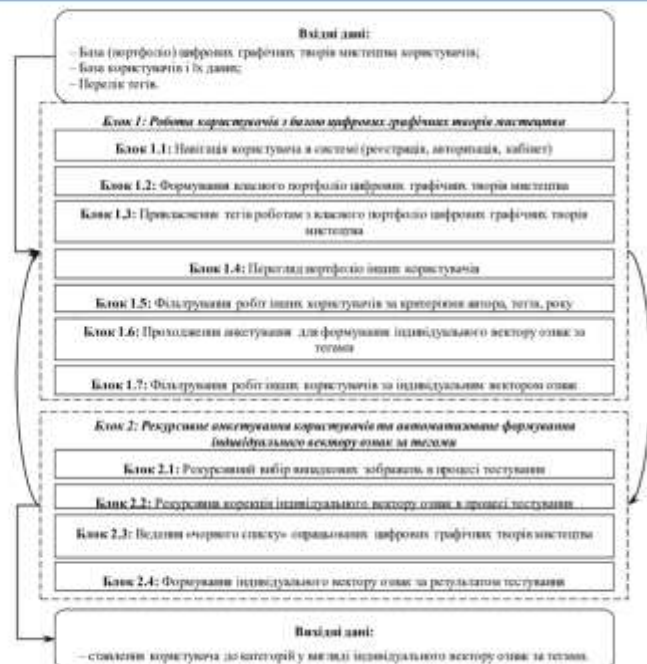 Вхідні дані:
– База (портфоліо) цифрових графічних творів мистецтва користувачів;
– База користувачів і їх даних;
– Перелік тегів.
Блок 1: Робота користувачів з базою цифрових графічних творів мистецтва
Блок 1.1: Навігація користувача в системі (реєстрація, авторизація, кабінет)
Блок 1.2: Формування власного портфоліо цифрових графічних творів мистецтва
Блок 1.3: Привласнення тегів роботам з власного портфоліо цифрових графічних творів
мистецтва
Блок 1.4: Перегляд портфоліо інших користувачів
Блок 1.5: Фільтрування робіт інших користувачів за критеріями автора, тегів, року
Блок 1.6: Проходження анкетування для формування індивідуального вектору ознак за
тегами
Блок 1.7: Фільтрування робіт інших користувачів за індивідуальним вектором ознак
Блок 2: Рекурсивне анкетування користувачів та автоматизоване формування
індивідуального вектору ознак за тегами
Блок 2.1: Рекурсивний вибір випадкових зображень в процесі тестування
Блок 2.2: Рекурсивна корекція індивідуального вектору ознак в процесі тестування
Блок 2.3: Ведення «чорного списку» опрацьованих цифрових графічних творів мистецтва
Блок 2.4: Формування індивідуального вектору ознак за результатом тестування
Вихідні дані:
– ставлення користувача до категорій у вигляді індивідуального вектору ознак за тегами.